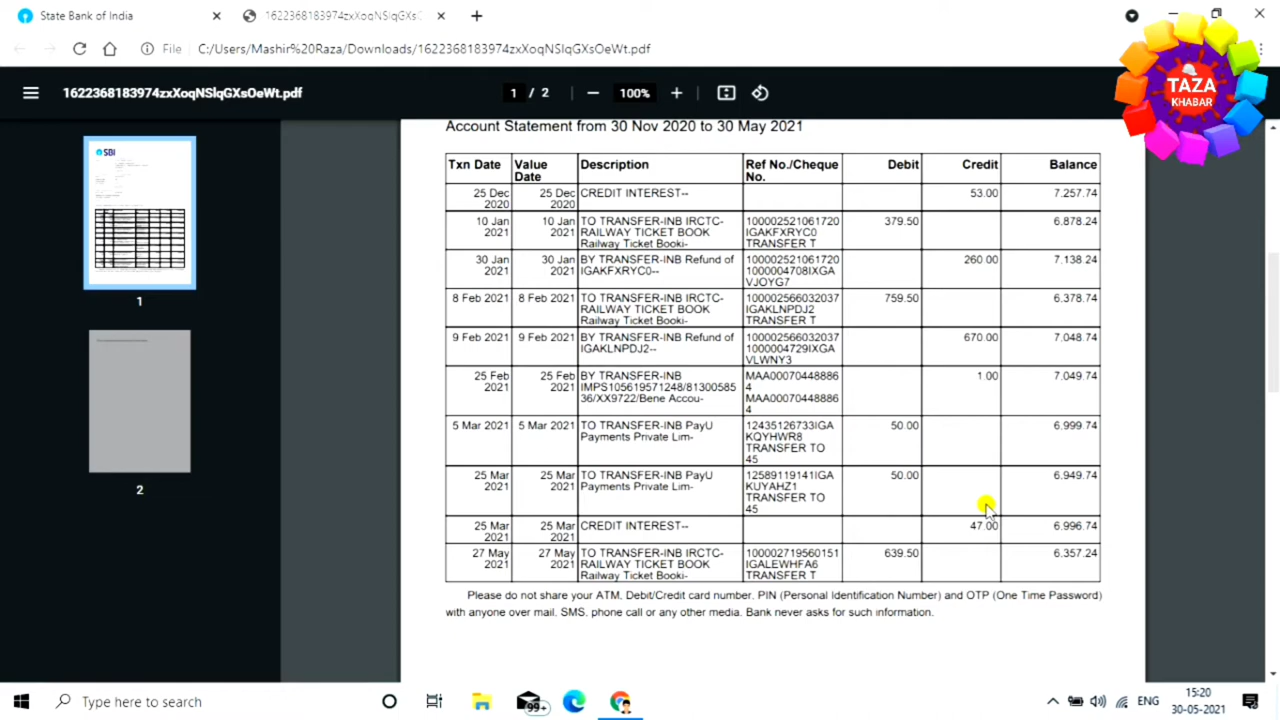 State Bank of India
1622368183974zxXoqNSlqGXs
File C:/Users/Mashir%20Raza/Downloads/1622368183974zxXoqNSlqGXsOeWt.pdf
1622368183974zxXoqNSlqGXsOeWt.pdf
1 / 2
100%
TAZA
KHABAR
SBI
1
2
Account Statement from 30 Nov 2020 to 30 May 2021
Txn Date Value Date Description Ref No./Cheque No. Debit Credit Balance
25 Dec 2020 25 Dec 2020 CREDIT INTEREST-- 53.00 7,257.74
10 Jan 2021 10 Jan 2021 TO TRANSFER-INB IRCTC-RAILWAY TICKET BOOK Railway Ticket Booki- 100002521061720 IGAKFXRYC0 TRANSFER T 379.50 6,878.24
30 Jan 2021 30 Jan 2021 BY TRANSFER-INB Refund of IGAKFXRYC0-- 100002521061720 1000004708IXGA VJOYG7 260.00 7,138.24
8 Feb 2021 8 Feb 2021 TO TRANSFER-INB IRCTC-RAILWAY TICKET BOOK Railway Ticket Booki- 100002566032037 IGAKLNPDJ2 TRANSFER T 759.50 6,378.74
9 Feb 2021 9 Feb 2021 BY TRANSFER-INB Refund of IGAKLNPDJ2-- 100002566032037 1000004729IXGA VLWNY3 670.00 7,048.74
25 Feb 2021 25 Feb 2021 BY TRANSFER-INB IMPS105619571248/81300585 36/XX9722/Bene Accou- MAA00070448886 4 MAA00070448886 4 1.00 7,049.74
5 Mar 2021 5 Mar 2021 TO TRANSFER-INB PayU Payments Private Lim- 12435126733IGA KQYHWR8 TRANSFER TO 45 50.00 6,999.74
25 Mar 2021 25 Mar 2021 TO TRANSFER-INB PayU Payments Private Lim- 12589119141IGA KUYAHZ1 TRANSFER TO 45 50.00 6,949.74
25 Mar 2021 25 Mar 2021 CREDIT INTEREST-- 47.00 6,996.74
27 May 2021 27 May 2021 TO TRANSFER-INB IRCTC-RAILWAY TICKET BOOK Railway Ticket Booki- 100002719560151 IGALEWHFA6 TRANSFER T 639.50 6,357.24
Please do not share your ATM, Debit/Credit card number, PIN (Personal Identification Number) and OTP (One Time Password)
with anyone over mail, SMS, phone call or any other media. Bank never asks for such information.
Type here to search
99+
ENG
15:20
30-05-2021